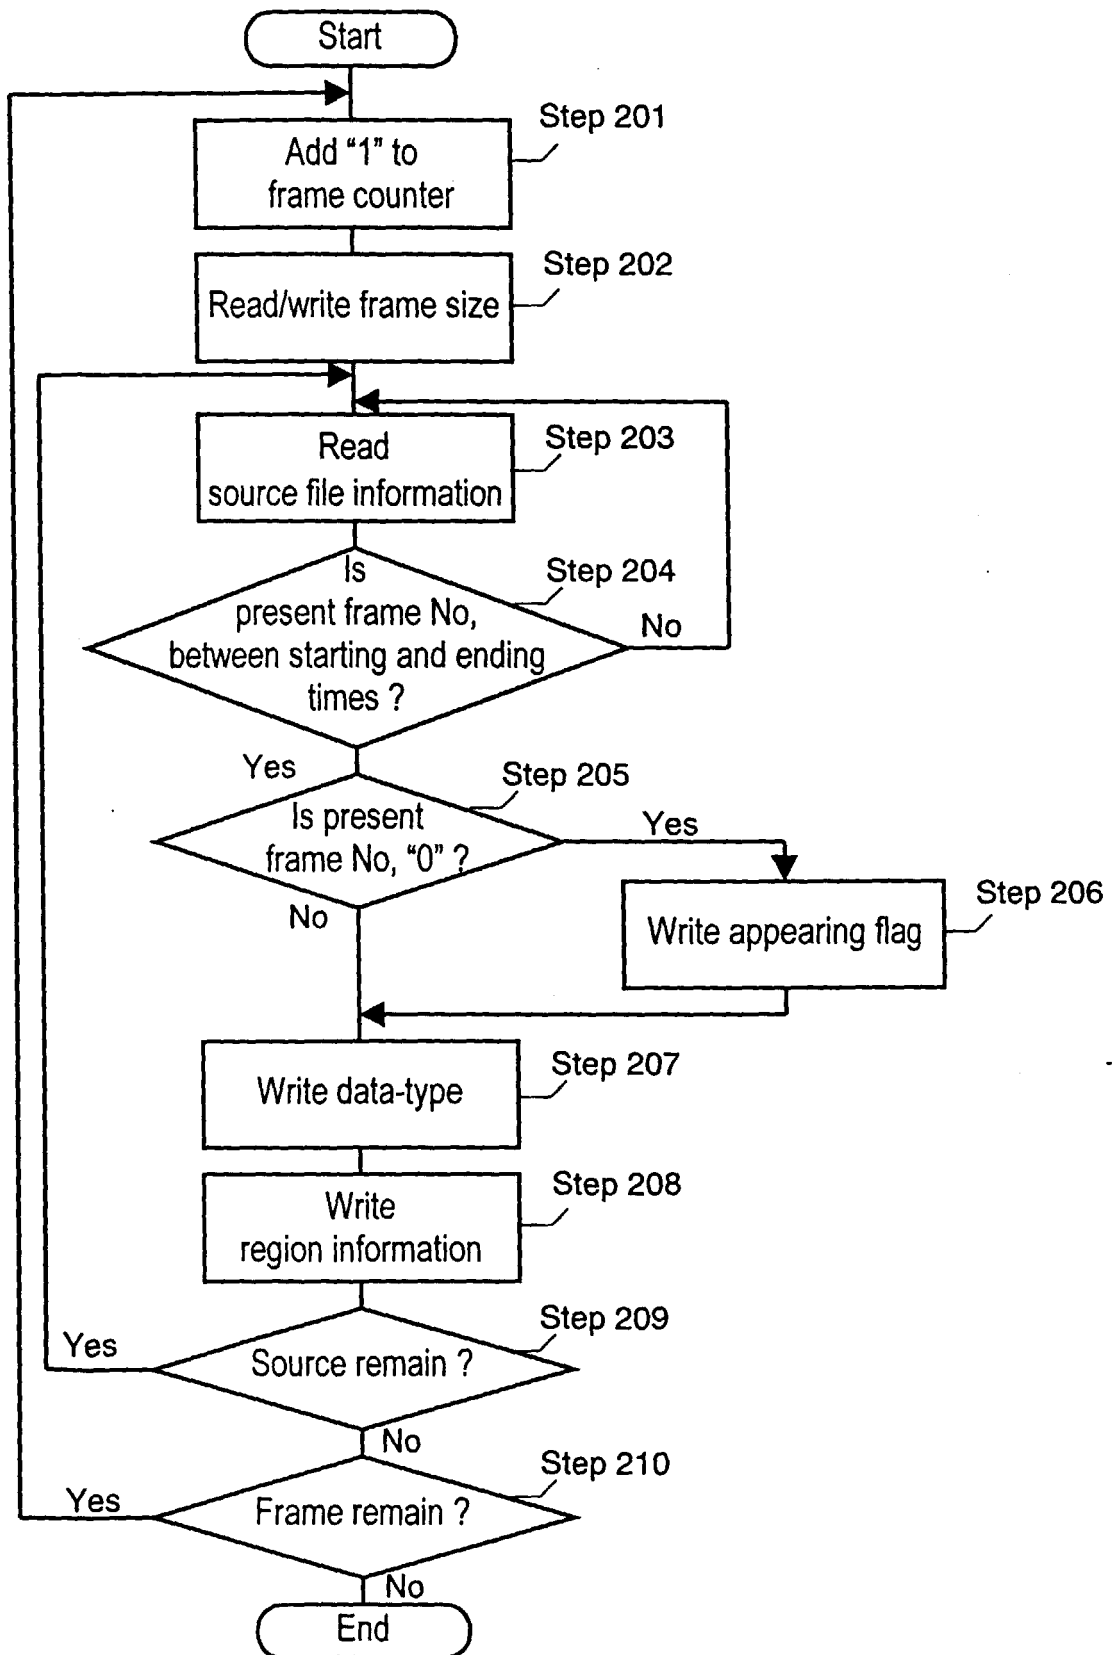 Start
Step 201
Add “1” to
frame counter
Step 202
Read/write frame size
Step 203
Read
source file information
Step 204
Is
present frame No,
between starting and ending
times ?
No
Yes
Step 205
Is present
frame No, “0” ?
Yes
No
Step 206
Write appearing flag
Step 207
Write data-type
Step 208
Write
region information
Step 209
Yes
Source remain ?
No
Step 210
Yes
Frame remain ?
No
End